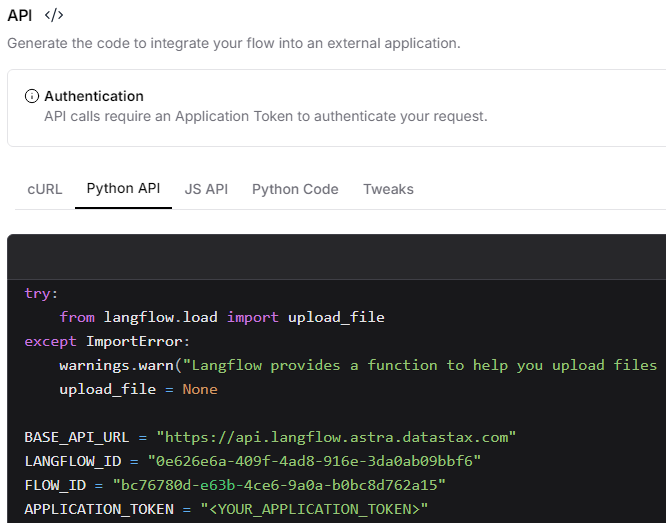 API </>
Generate the code to integrate your flow into an external application.
Authentication
API calls require an Application Token to authenticate your request.
cURL Python API JS API Python Code Tweaks
try:
    from langflow.load import upload_file
except ImportError:
    warnings.warn("Langflow provides a function to help you upload files
    upload_file = None
BASE_API_URL = "https://api.langflow.astra.datastax.com"
LANGFLOW_ID = "0e626e6a-409f-4ad8-916e-3da0ab09bbf6"
FLOW_ID = "bc76780d-e63b-4ce6-9a0a-b0bc8d762a15"
APPLICATION_TOKEN = "<YOUR_APPLICATION_TOKEN>"